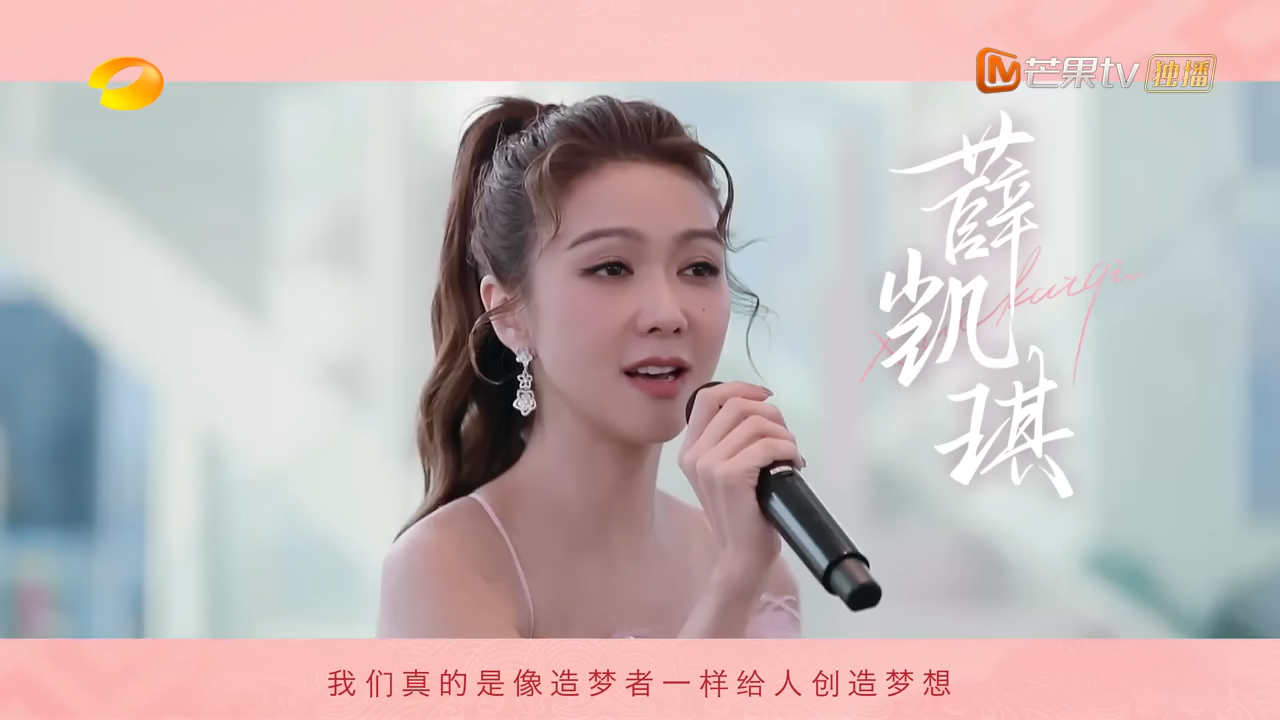 芒果tv 独播
薛凯琪
我们真的是像造梦者一样给人创造梦想